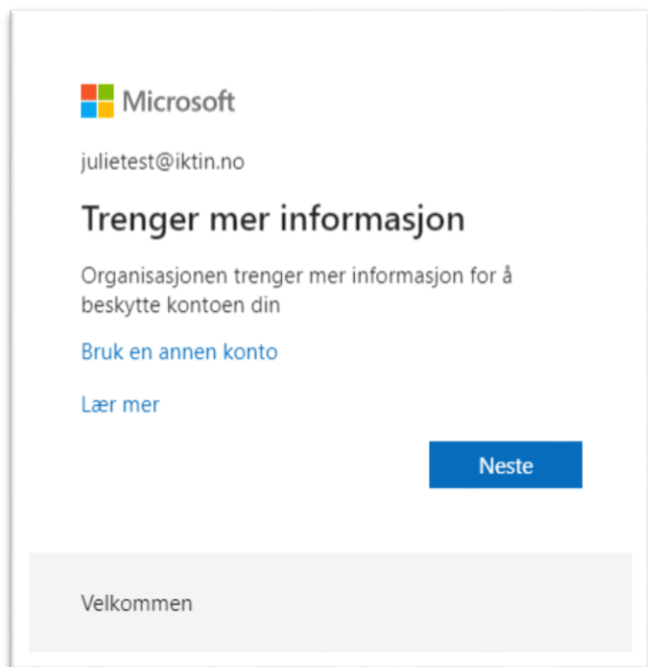 Microsoft
julietest@iktin.no
Trenger mer informasjon
Organisasjonen trenger mer informasjon for å
beskytte kontoen din
Bruk en annen konto
Lær mer
Neste
Velkommen